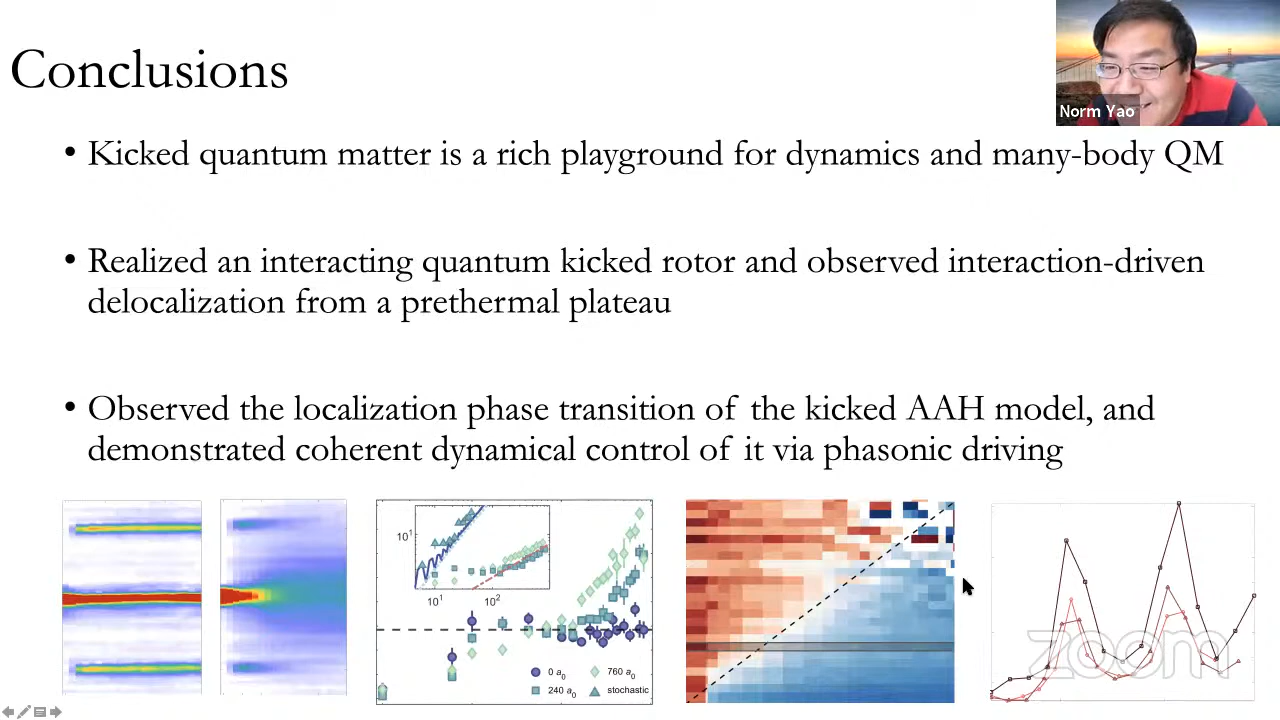 Conclusions
Norm Yao
• Kicked quantum matter is a rich playground for dynamics and many-body QM
• Realized an interacting quantum kicked rotor and observed interaction-driven
delocalization from a prethermal plateau
• Observed the localization phase transition of the kicked AAH model, and
demonstrated coherent dynamical control of it via phasonic driving
10¹
10¹ 10²
0 a₀ 760 a₀
240 a₀ stochastic
zoom